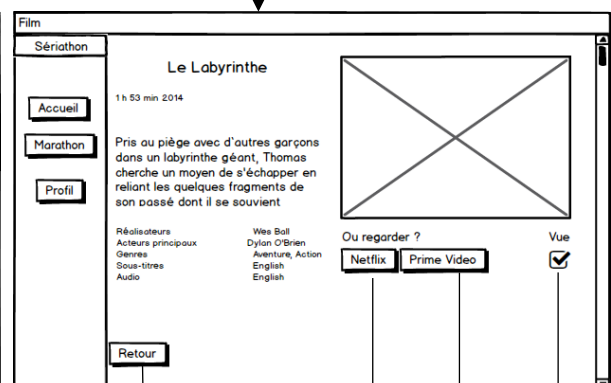 Film
Sériathon
Accueil
Marathon
Profil
Le Labyrinthe
1 h 53 min 2014
Pris au piège avec d'autres garçons
dans un labyrinthe géant, Thomas
cherche un moyen de s'échapper en
reliant les quelques fragments de
son passé dont il se souvient
Réalisateurs Wes Ball
Acteurs principaux Dylan O'Brien
Genres Aventure, Action
Sous-titres English
Audio English
Ou regarder ? Vue
Netflix Prime Video
Retour